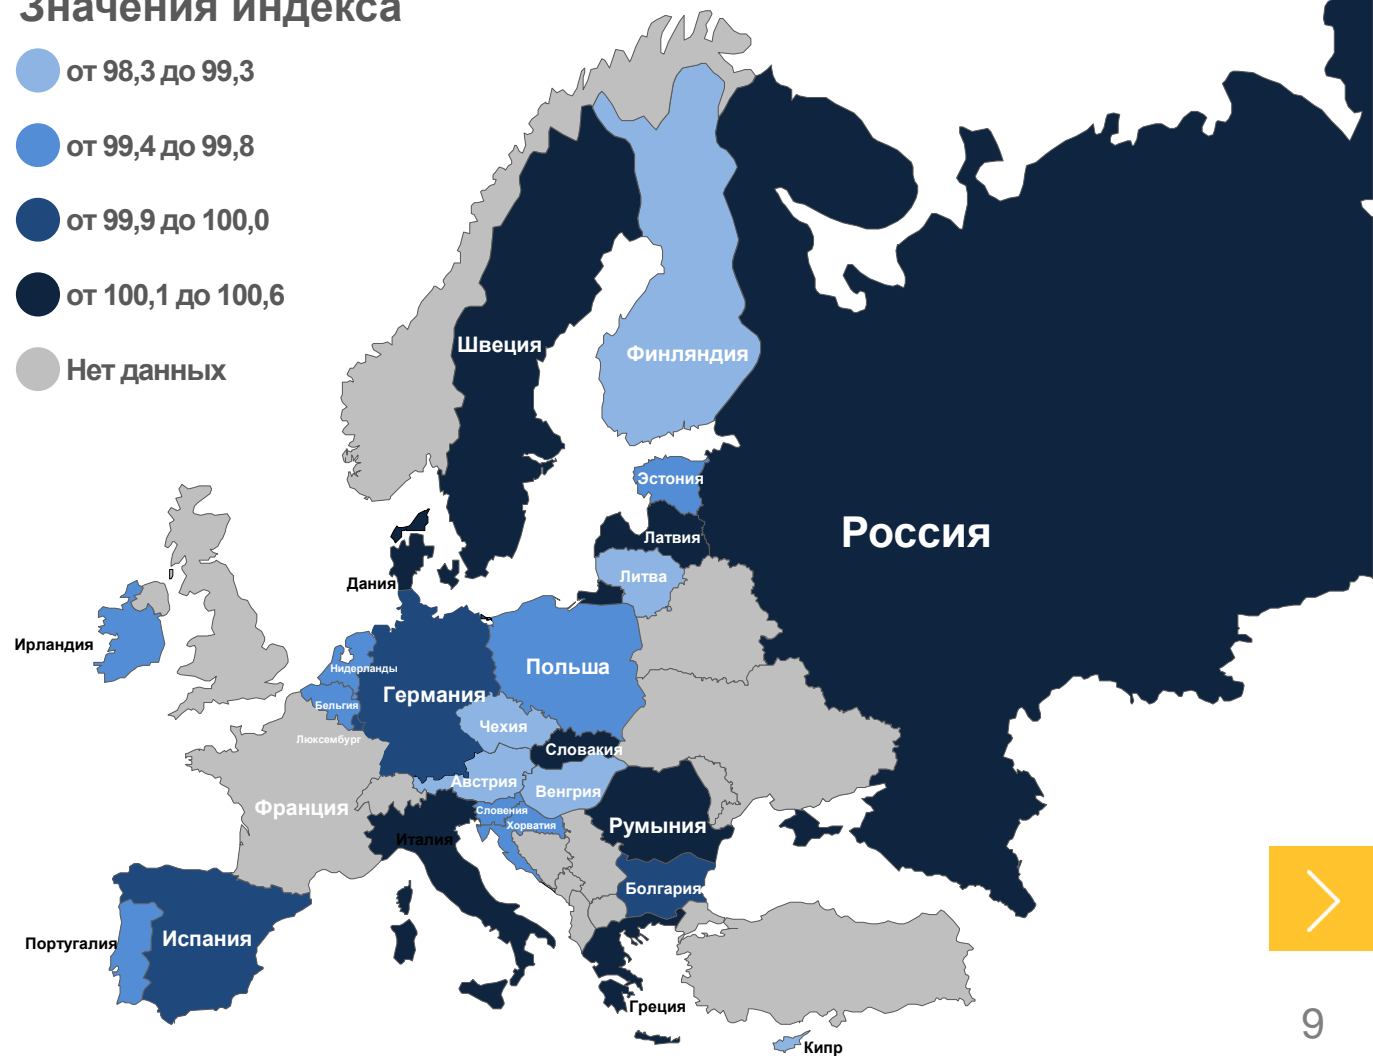 Значения индекса
от 98,3 до 99,3
от 99,4 до 99,8
от 99,9 до 100,0
от 100,1 до 100,6
Нет данных
Швеция
Финляндия
Эстония
Россия
Латвия
Литва
Дания
Ирландия
Нидерланды
Польша
Германия
Бельгия
Чехия
Люксембург
Словакия
Австрия
Венгрия
Франция
Словения
Хорватия
Румыния
Италия
Болгария
Испания
Португалия
Греция
Кипр
9